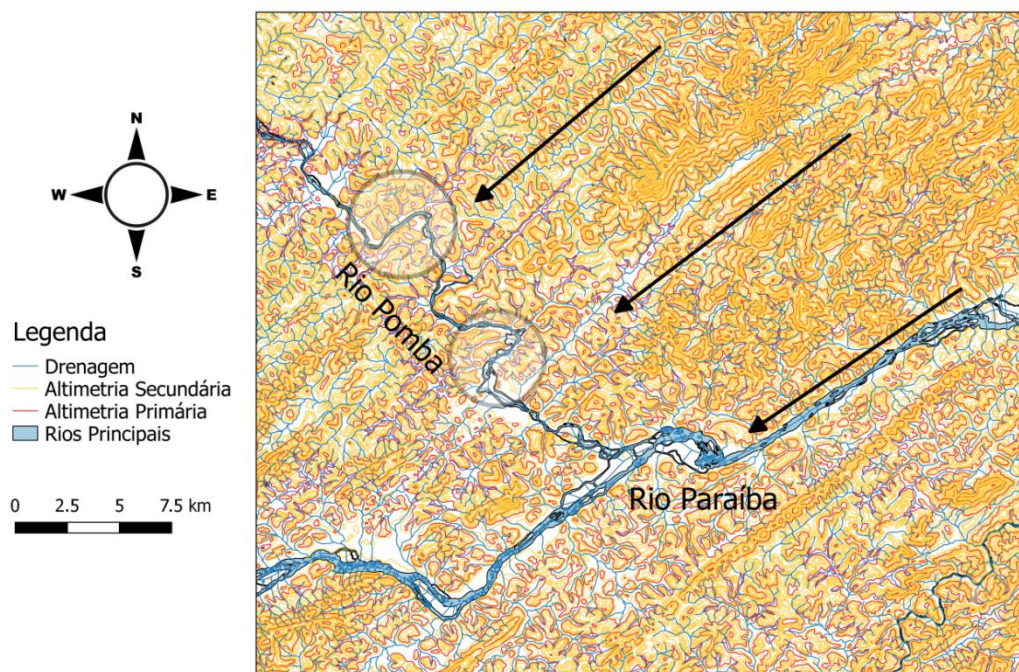 N
W
E
S
Legenda
Drenagem
Altimetria Secundária
Altimetria Primária
Rios Principais
0 2.5 5 7.5 km
Rio Pomba
Rio Paraíba